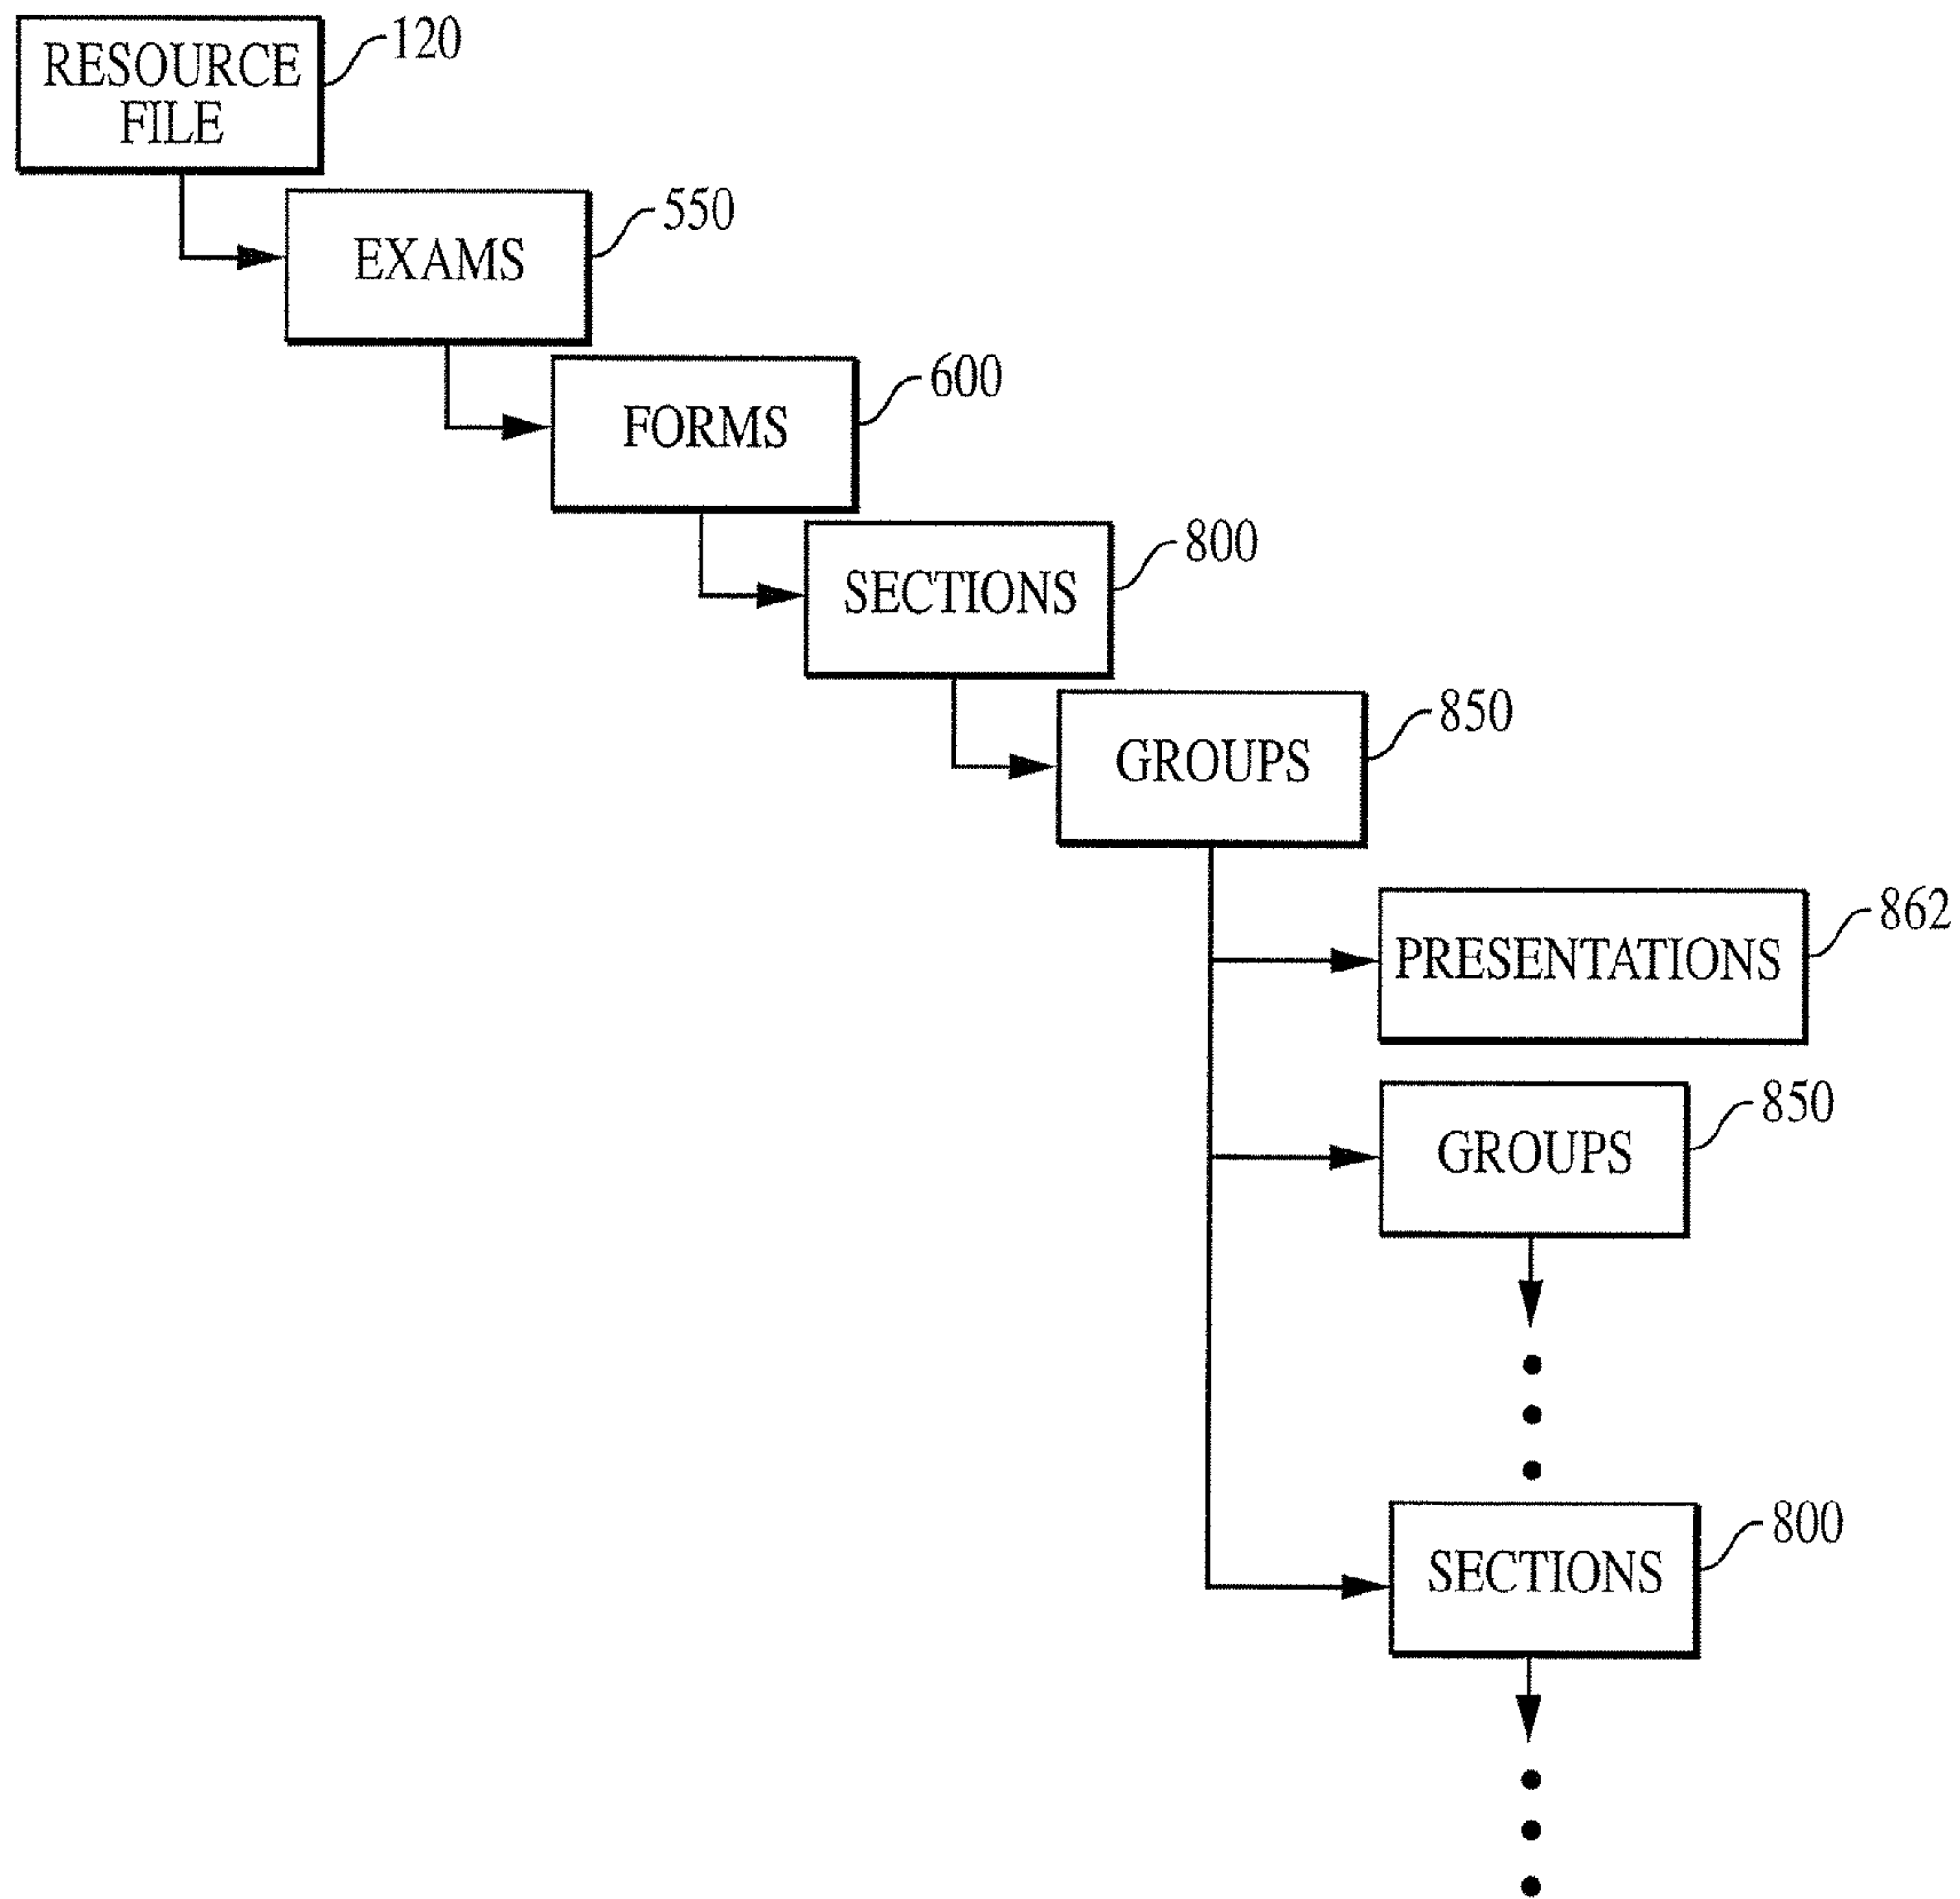 RESOURCE
FILE
120
EXAMS
550
FORMS
600
SECTIONS
800
GROUPS
850
PRESENTATIONS
862
GROUPS
850
SECTIONS
800